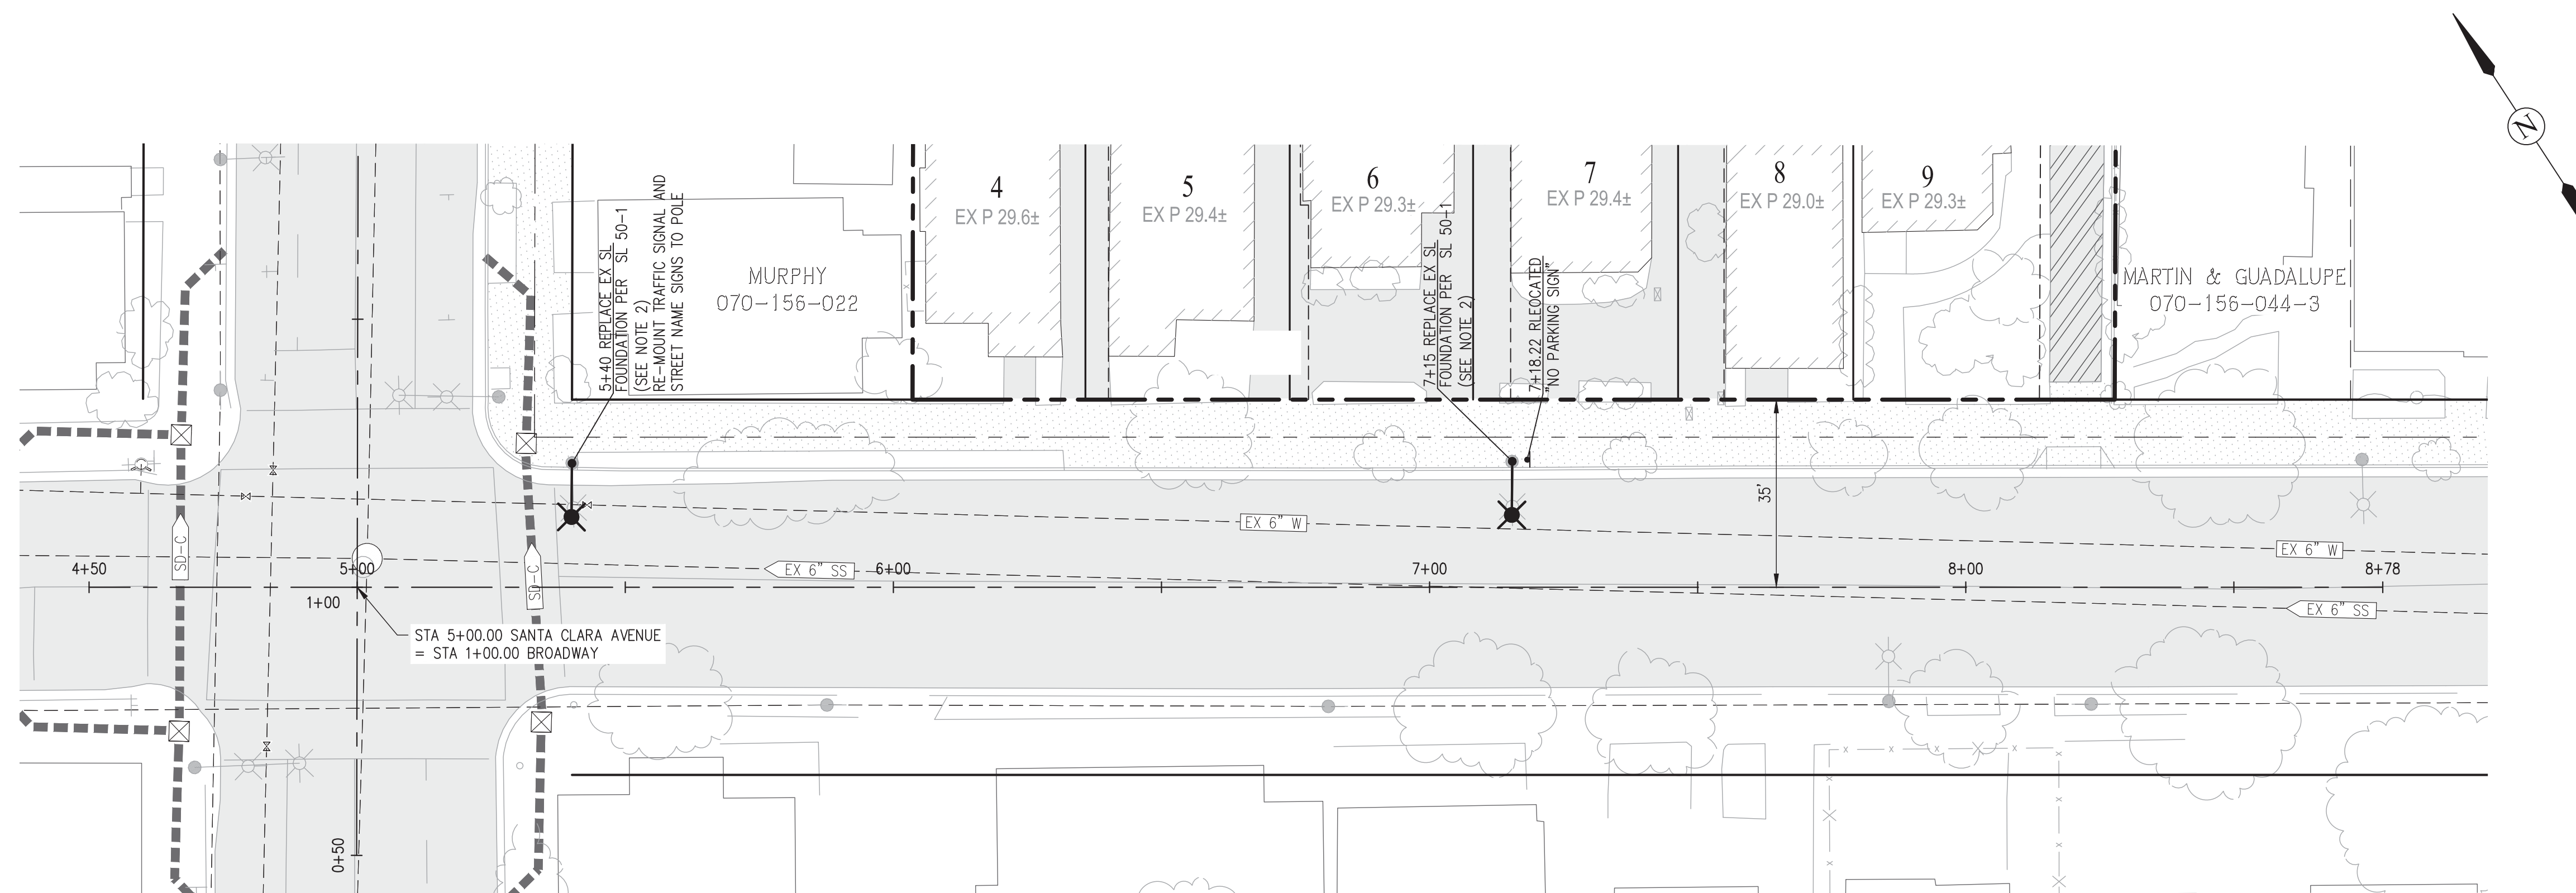 N
4
EX P 29.6±
5
EX P 29.4±
6
EX P 29.3±
7
EX P 29.4±
8
EX P 29.0±
9
EX P 29.3±
5+40 REPLACE EX SL
FOUNDATION PER SL 50-1
(SEE NOTE 2)
RE-MOUNT TRAFFIC SIGNAL AND
STREET NAME SIGNS TO POLE
MURPHY
070-156-022
7+15 REPLACE EX SL
FOUNDATION PER SL 50-1
(SEE NOTE 2)
7+18.22 RLEOCATED
"NO PARKING SIGN"
MARTIN & GUADALUPE
070-156-044-3
35'
EX 6" W
EX 6" W
SD-C
SD-C
EX 6" SS
EX 6" SS
4+50
5+00
6+00
7+00
8+00
8+78
1+00
STA 5+00.00 SANTA CLARA AVENUE
= STA 1+00.00 BROADWAY
0+50